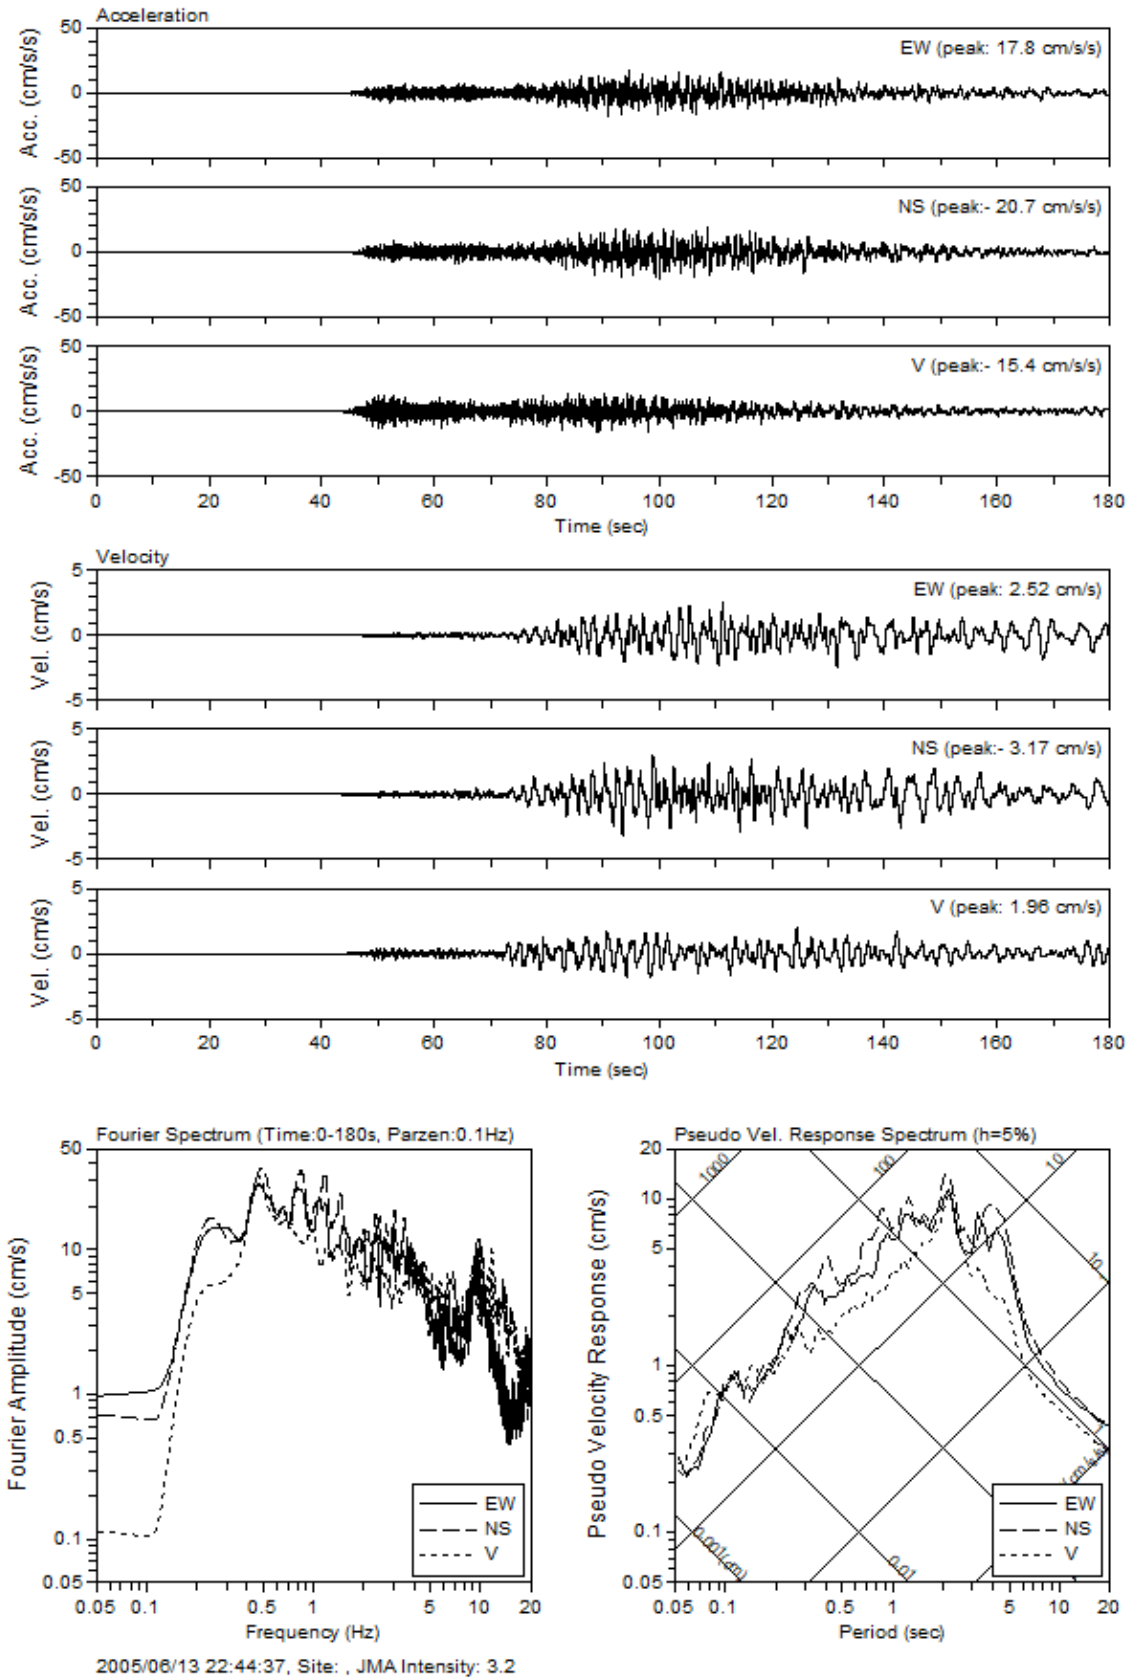 Acceleration
50
0
-50
Acc. (cm/s/s)
EW (peak: 17.8 cm/s/s)
50
0
-50
Acc. (cm/s/s)
NS (peak:- 20.7 cm/s/s)
50
0
-50
Acc. (cm/s/s)
V (peak:- 15.4 cm/s/s)
0 20 40 60 80 100 120 140 160 180
Time (sec)
Velocity
5
0
-5
Vel. (cm/s)
EW (peak: 2.52 cm/s)
5
0
-5
Vel. (cm/s)
NS (peak:- 3.17 cm/s)
5
0
-5
Vel. (cm/s)
V (peak: 1.96 cm/s)
0 20 40 60 80 100 120 140 160 180
Time (sec)
Fourier Spectrum (Time:0-180s, Parzen:0.1Hz)
50
10
5
1
0.5
0.1
0.05
Fourier Amplitude (cm/s)
EW
NS
V
0.05 0.1 0.5 1 5 10 20
Frequency (Hz)
Pseudo Vel. Response Spectrum (h=5%)
20
10
5
1
0.5
0.1
0.05
Pseudo Velocity Response (cm/s)
1000
100
10
10
1
0.001(cm)
0.01
EW
NS
V
0.05 0.1 0.5 1 5 10 20
Period (sec)
2005/06/13 22:44:37, Site: , JMA Intensity: 3.2